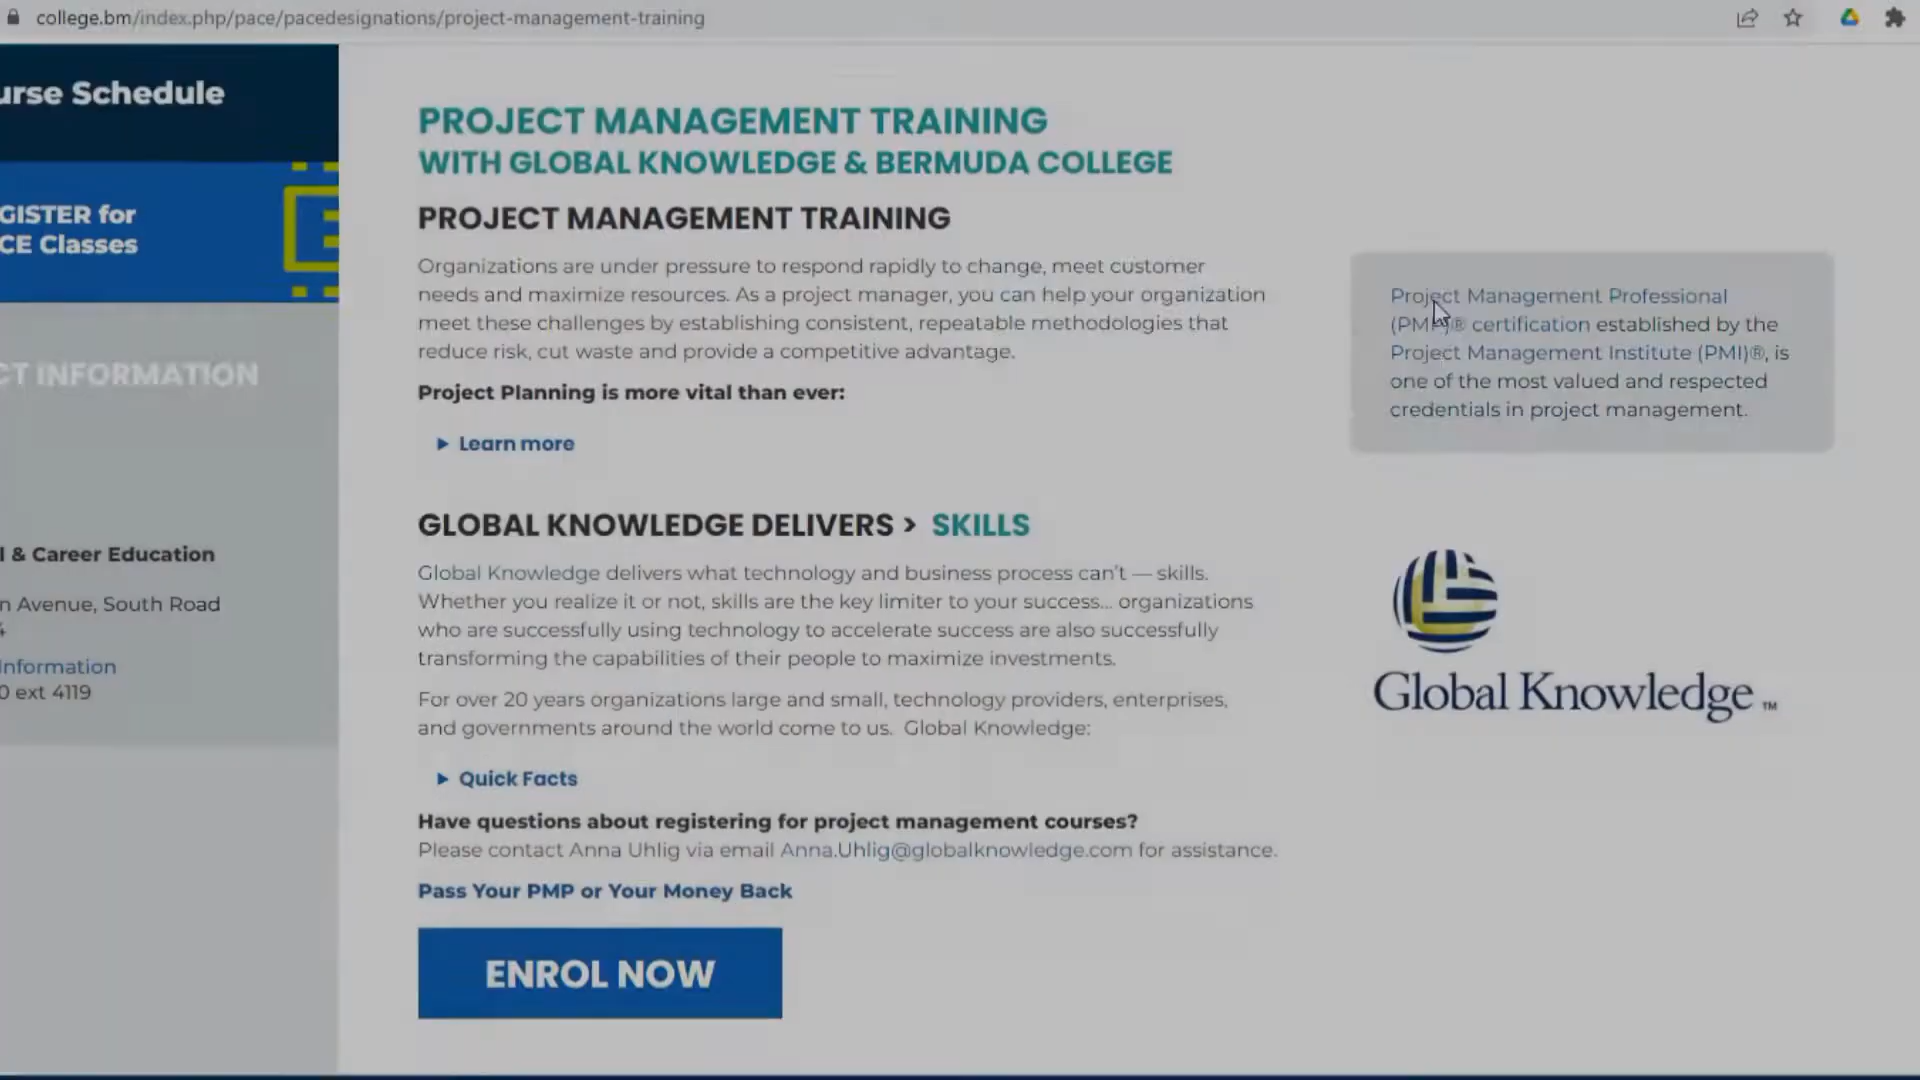 college.bm/index.php/pace/pacedesignations/project-management-training
Schedule
for
Classes
INFORMATION
& Career Education
Avenue, South Road
Information
ext 4119
PROJECT MANAGEMENT TRAINING
WITH GLOBAL KNOWLEDGE & BERMUDA COLLEGE
PROJECT MANAGEMENT TRAINING
Organizations are under pressure to respond rapidly to change, meet customer
needs and maximize resources. As a project manager, you can help your organization
meet these challenges by establishing consistent, repeatable methodologies that
reduce risk, cut waste and provide a competitive advantage.
Project Planning is more vital than ever:
Learn more
GLOBAL KNOWLEDGE DELIVERS > SKILLS
Global Knowledge delivers what technology and business process can't — skills.
Whether you realize it or not, skills are the key limiter to your success... organizations
who are successfully using technology to accelerate success are also successfully
transforming the capabilities of their people to maximize investments.
For over 20 years organizations large and small, technology providers, enterprises,
and governments around the world come to us. Global Knowledge:
Quick Facts
Have questions about registering for project management courses?
Please contact Anna Uhlig via email Anna.Uhlig@globalknowledge.com for assistance.
Pass Your PMP or Your Money Back
ENROL NOW
Project Management Professional
(PMP)® certification established by the
Project Management Institute (PMI)®, is
one of the most valued and respected
credentials in project management.
Global Knowledge ™